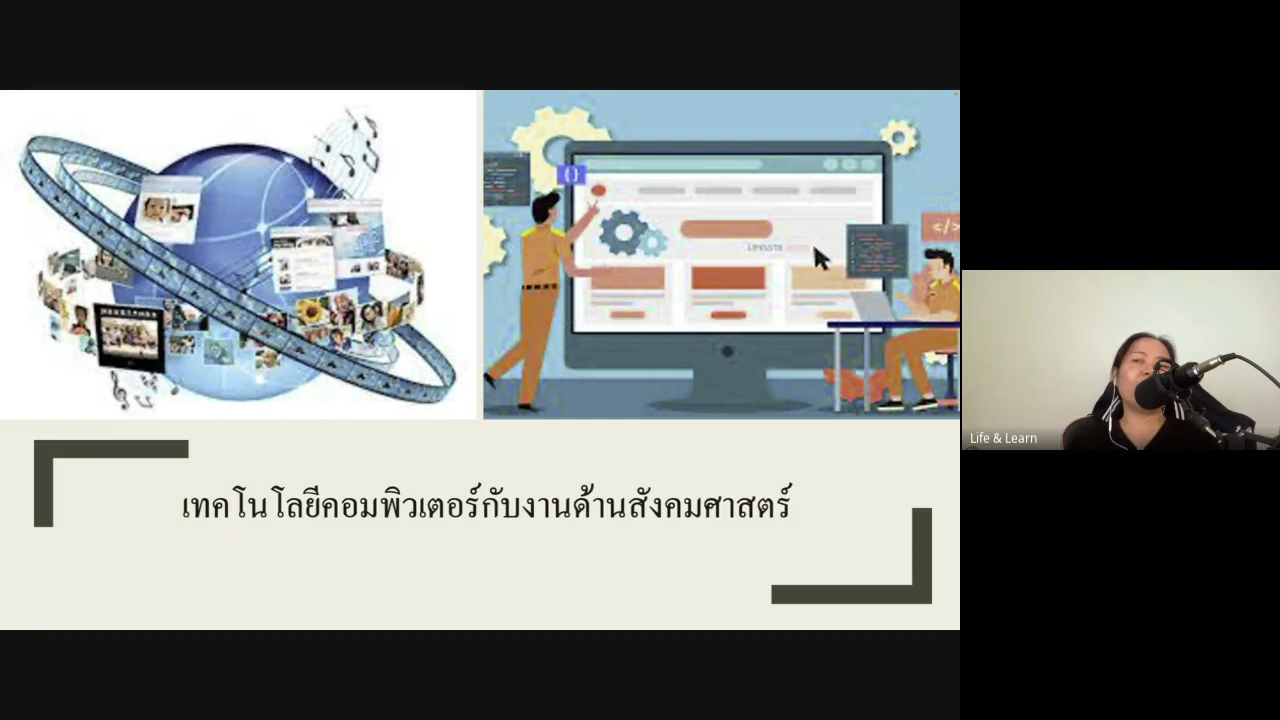 {}
UPDATE
</>
เทคโนโลยีคอมพิวเตอร์กับงานด้านสังคมศาสตร์
Life & Learn